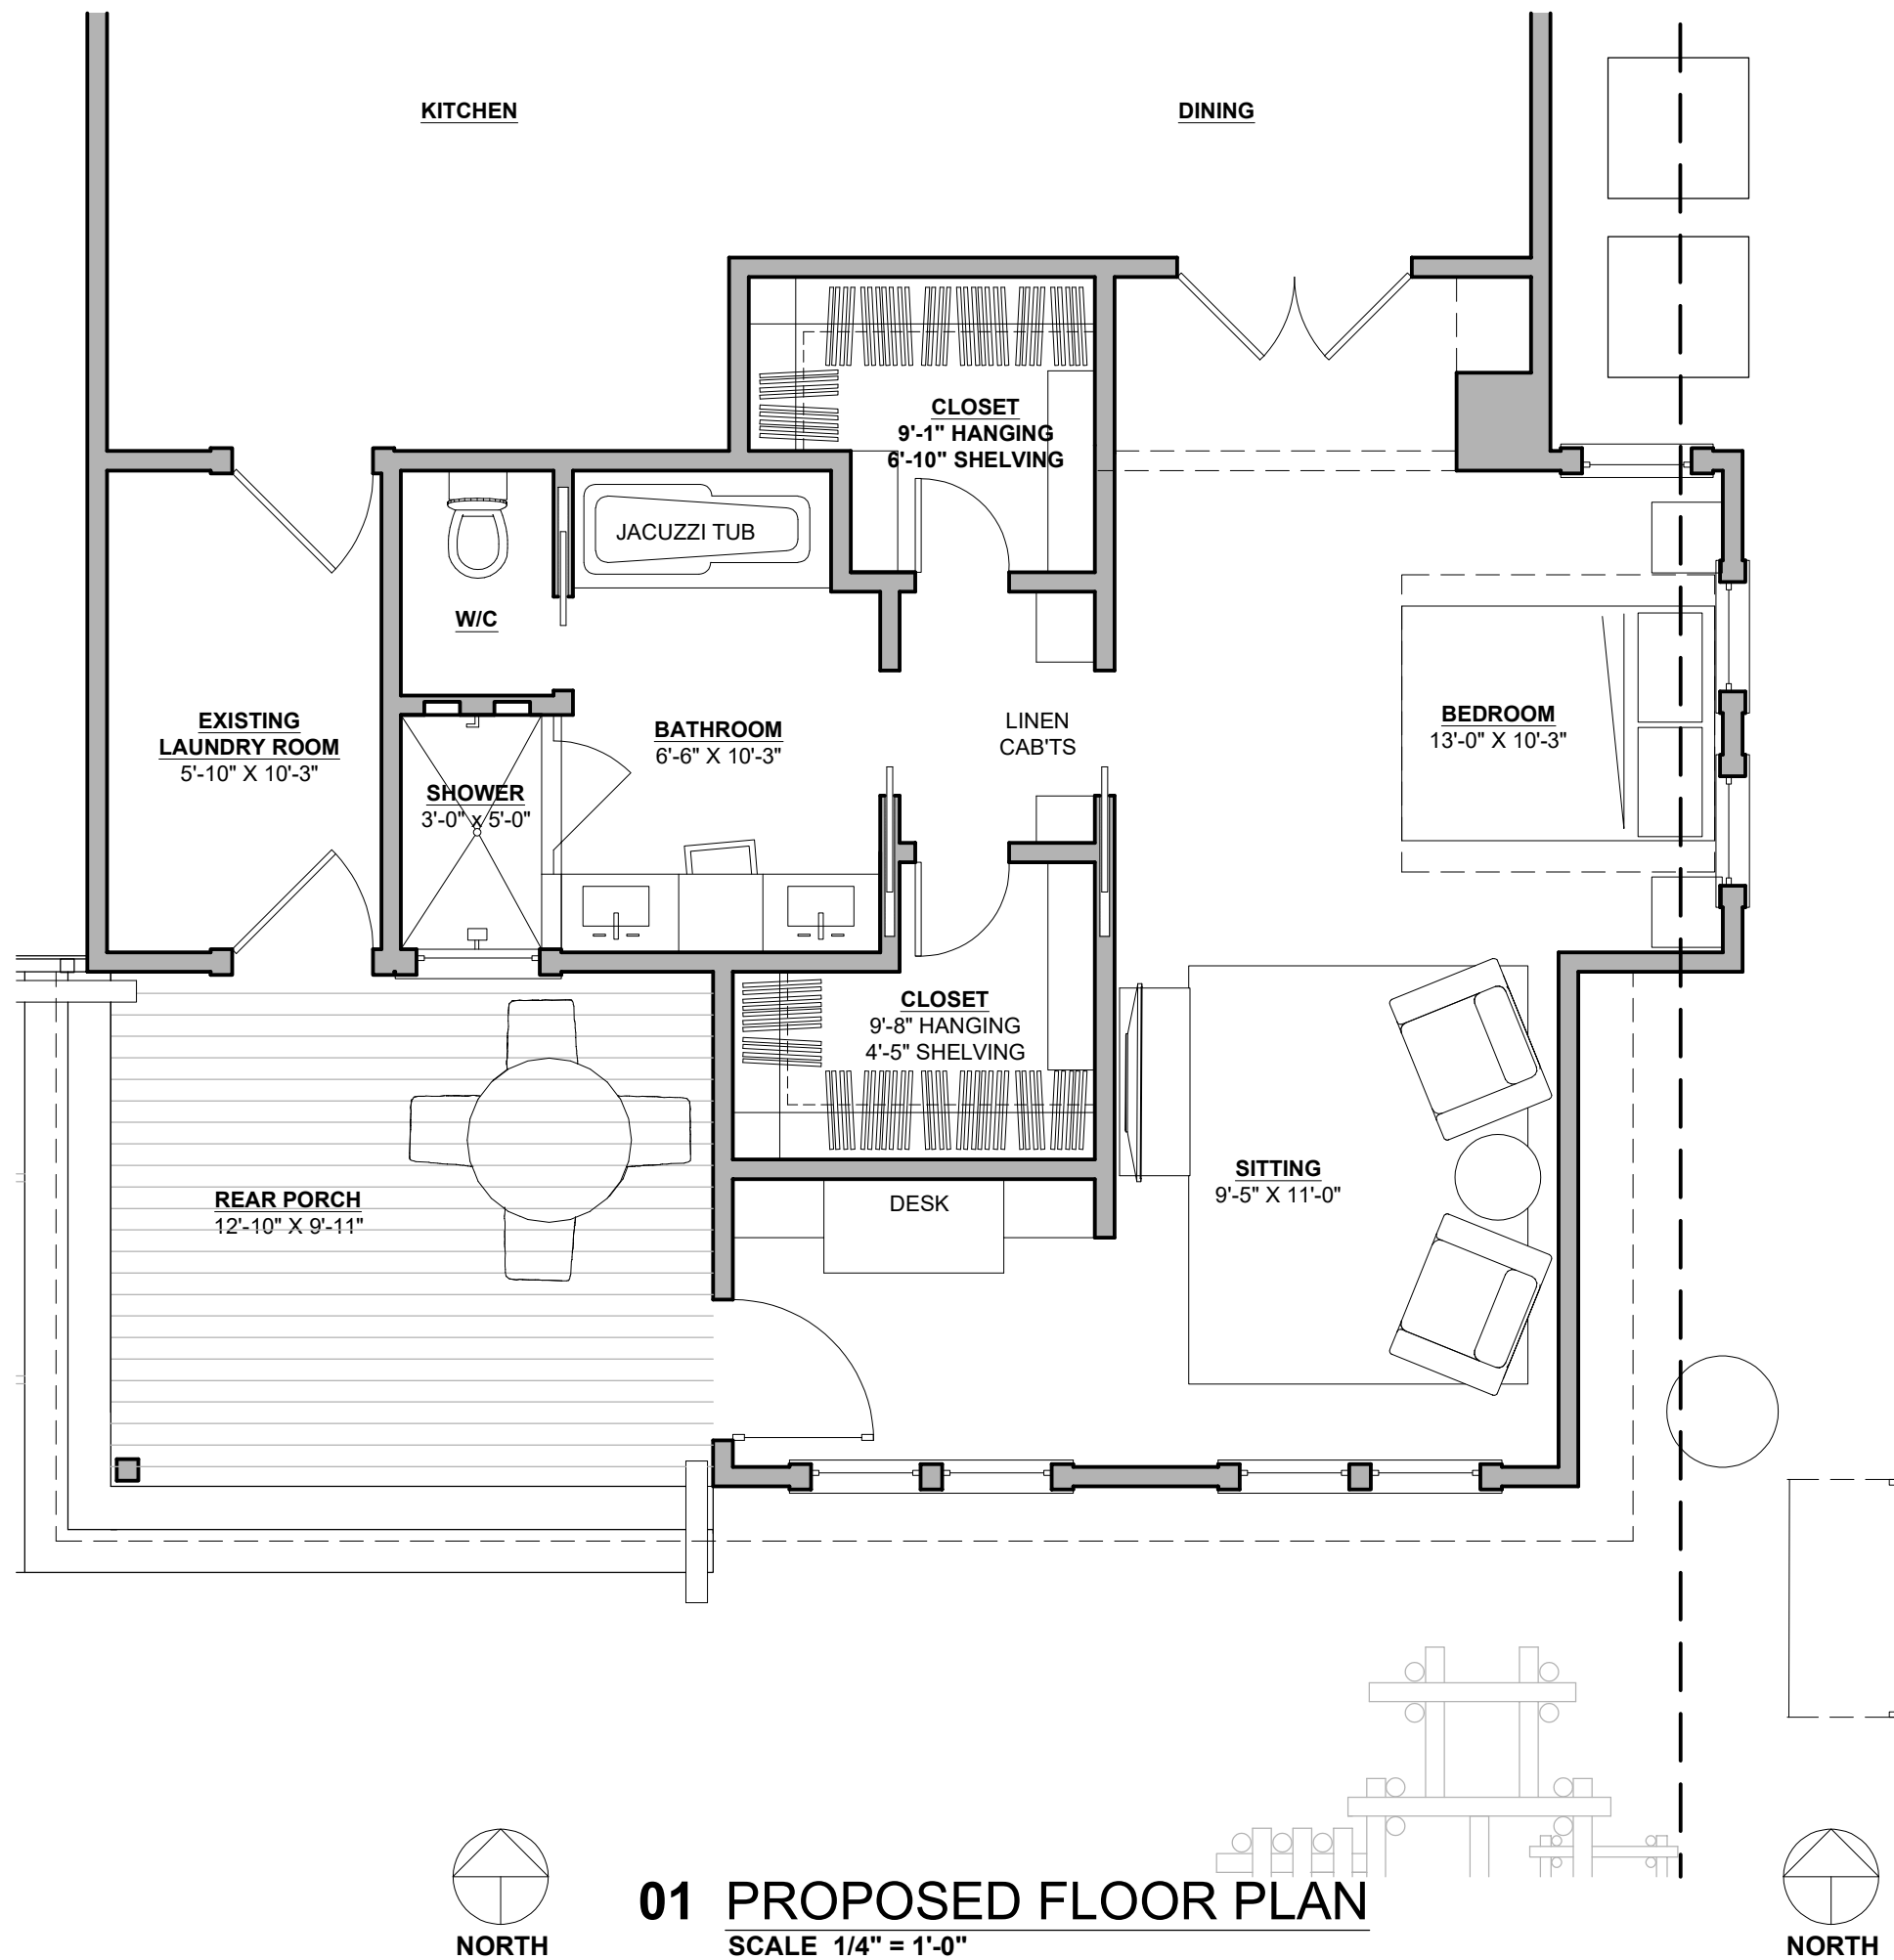 KITCHEN
DINING
CLOSET
9'-1" HANGING
6'-10" SHELVING
JACUZZI TUB
W/C
EXISTING
LAUNDRY ROOM
5'-10" X 10'-3"
BATHROOM
6'-6" X 10'-3"
LINEN
CAB'TS
BEDROOM
13'-0" X 10'-3"
SHOWER
3'-0" x 5'-0"
CLOSET
9'-8" HANGING
4'-5" SHELVING
REAR PORCH
12'-10" X 9'-11"
DESK
SITTING
9'-5" X 11'-0"
NORTH
01 PROPOSED FLOOR PLAN
SCALE 1/4" = 1'-0"
NORTH